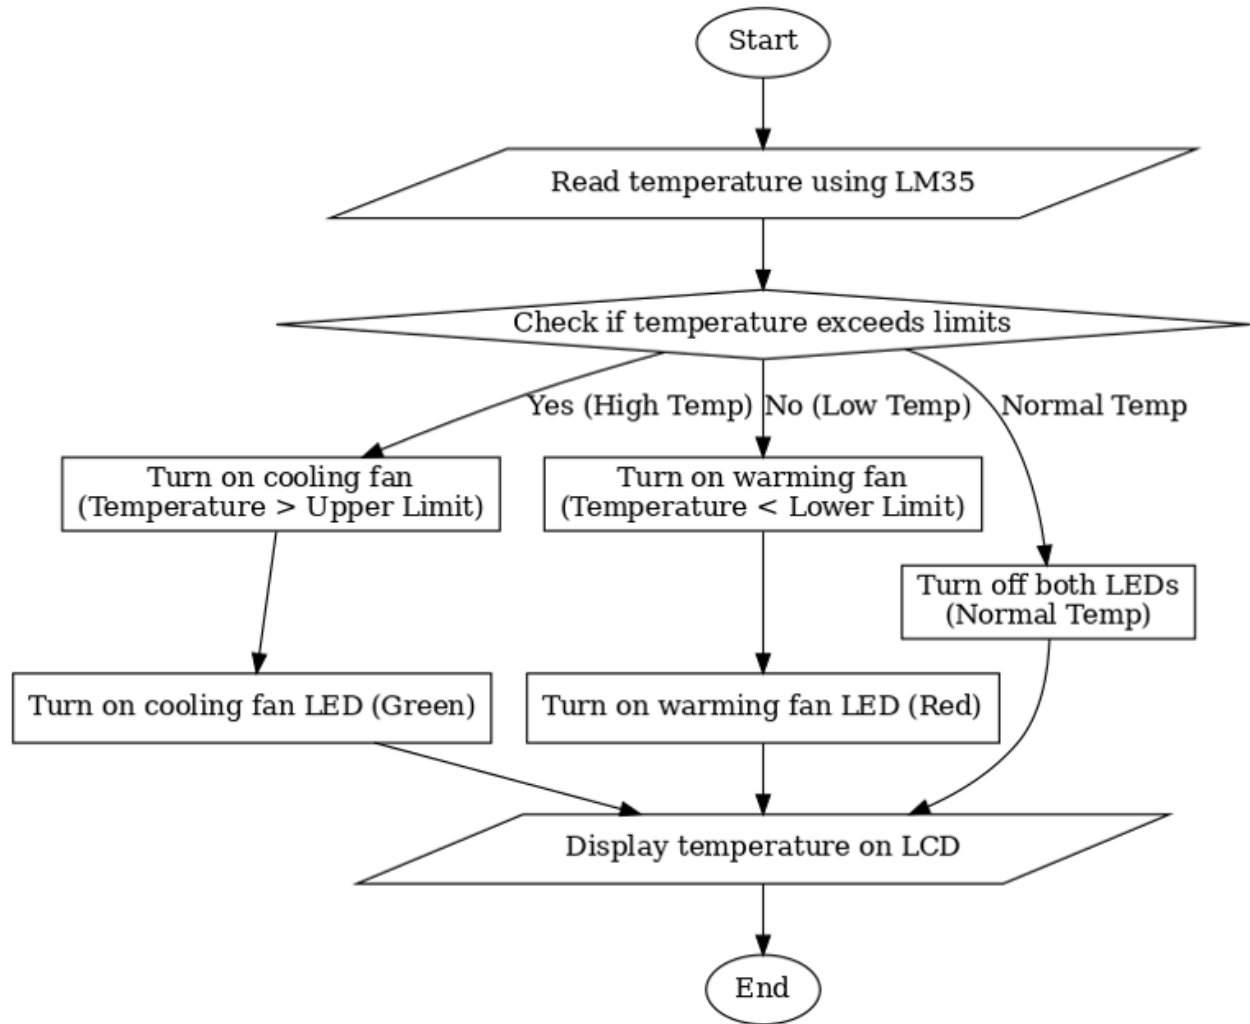 Start
Read temperature using LM35
Check if temperature exceeds limits
Yes (High Temp)
No (Low Temp)
Normal Temp
Turn on cooling fan
(Temperature > Upper Limit)
Turn on warming fan
(Temperature < Lower Limit)
Turn off both LEDs
(Normal Temp)
Turn on cooling fan LED (Green)
Turn on warming fan LED (Red)
Display temperature on LCD
End